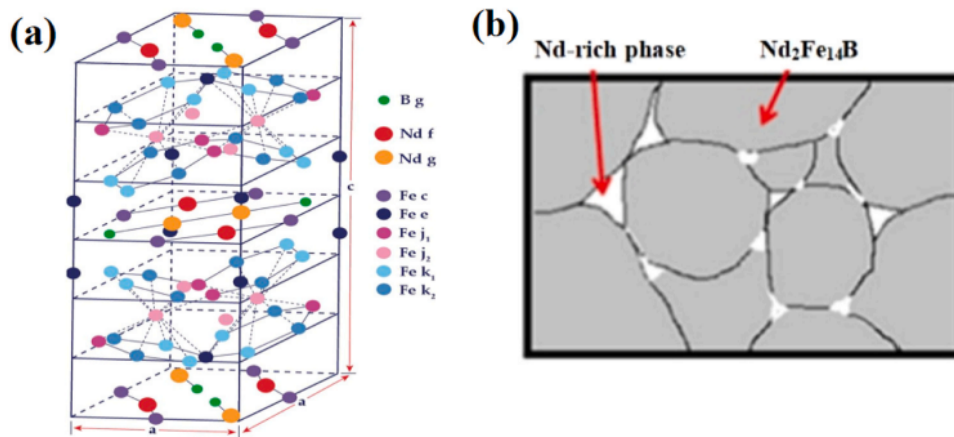 (a)
B g
Nd f
Nd g
Fe c
Fe e
Fe j₁
Fe j₂
Fe k₁
Fe k₂
c
a
a
(b)
Nd-rich phase
Nd₂Fe₁₄B